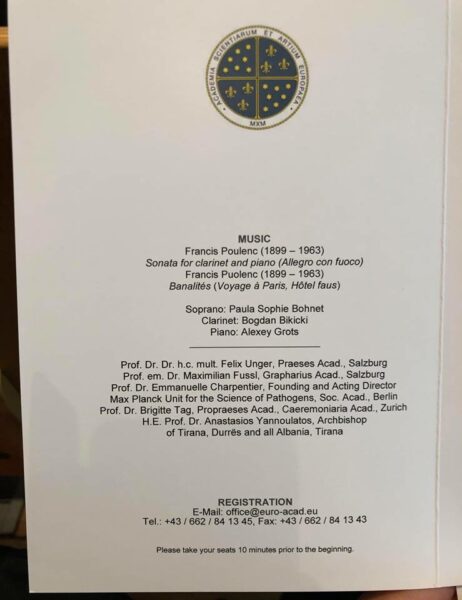 ACADEMIA SCIENTIARUM ET ARTIUM EUROPAEA
MXM
MUSIC
Francis Poulenc (1899 – 1963)
Sonata for clarinet and piano (Allegro con fuoco)
Francis Puolenc (1899 – 1963)
Banalités (Voyage à Paris, Hôtel faus)
Soprano: Paula Sophie Bohnet
Clarinet: Bogdan Bikicki
Piano: Alexey Grots
Prof. Dr. Dr. h.c. mult. Felix Unger, Praeses Acad., Salzburg
Prof. em. Dr. Maximilian Fussl, Grapharius Acad., Salzburg
Prof. Dr. Emmanuelle Charpentier, Founding and Acting Director
Max Planck Unit for the Science of Pathogens, Soc. Acad., Berlin
Prof. Dr. Brigitte Tag, Propraeses Acad., Caeremoniaria Acad., Zurich
H.E. Prof. Dr. Anastasios Yannoulatos, Archbishop
of Tirana, Durrës and all Albania, Tirana
REGISTRATION
E-Mail: office@euro-acad.eu
Tel.: +43 / 662 / 84 13 45, Fax: +43 / 662 / 84 13 43
Please take your seats 10 minutes prior to the beginning.